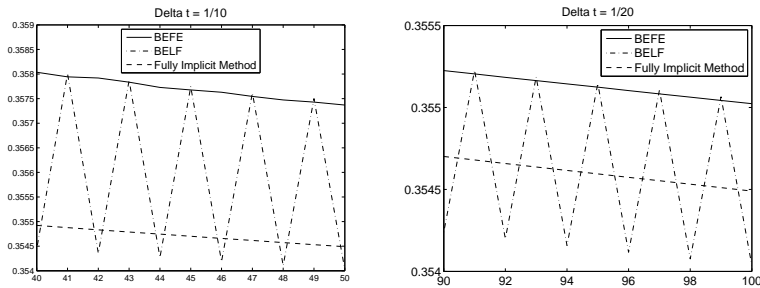 Delta t = 1/10
BEFE
BELF
Fully Implicit Method
0.359
0.3585
0.358
0.3575
0.357
0.3565
0.356
0.3555
0.355
0.3545
0.354
40 41 42 43 44 45 46 47 48 49 50
Delta t = 1/20
BEFE
BELF
Fully Implicit Method
0.3555
0.355
0.3545
0.354
90 92 94 96 98 100